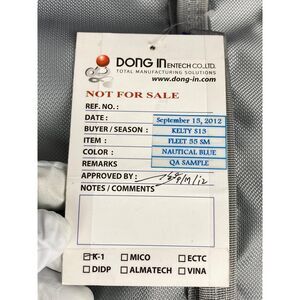 DONG IN ENTECH CO., LTD.
TOTAL MANUFACTURING SOLUTIONS
www.dong-in.com
NOT FOR SALE
REF. NO. :
DATE : September 15, 2012
BUYER / SEASON : KELTY S13
ITEM : FLEET 55 SM
COLOR : NAUTICAL BLUE
REMARKS QA SAMPLE
APPROVED BY :
NOTES / COMMENTS
K-1 MICO ECTC
DIDP ALMATECH VINA